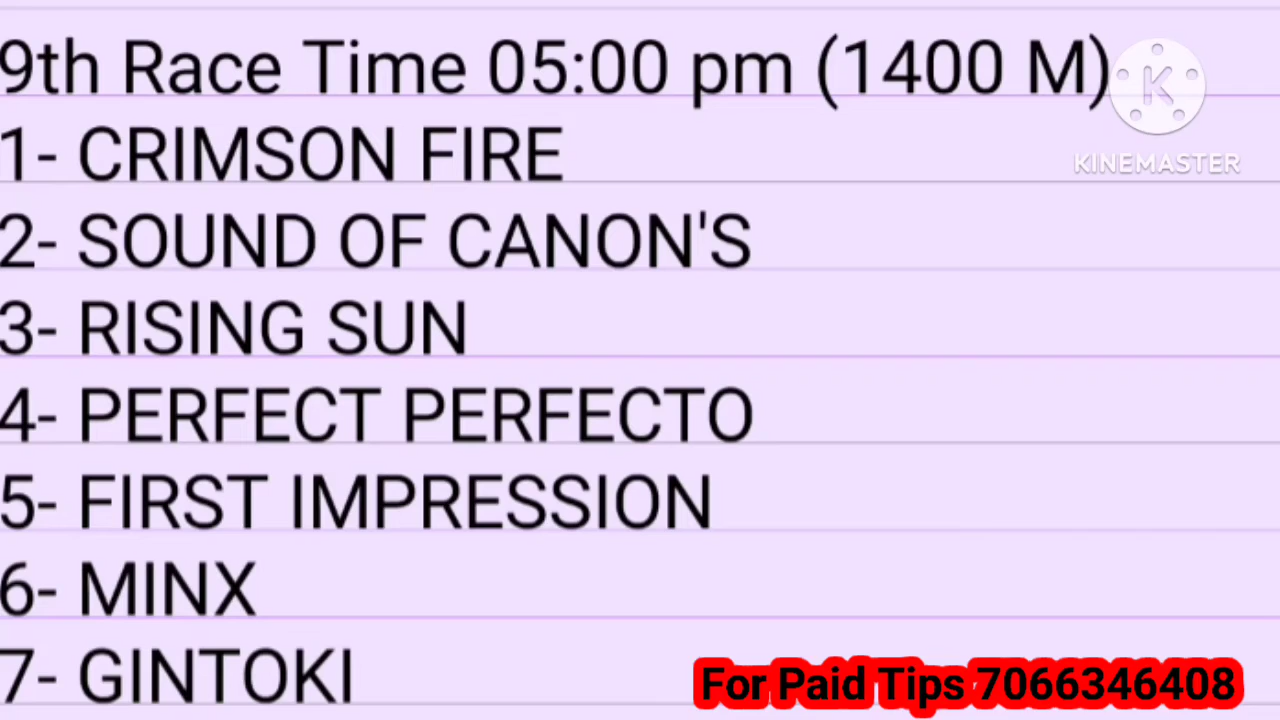 9th Race Time 05:00 pm (1400 M)
K
KINEMASTER
1- CRIMSON FIRE
2- SOUND OF CANON'S
3- RISING SUN
4- PERFECT PERFECTO
5- FIRST IMPRESSION
6- MINX
7- GINTOKI
For Paid Tips 7066346408